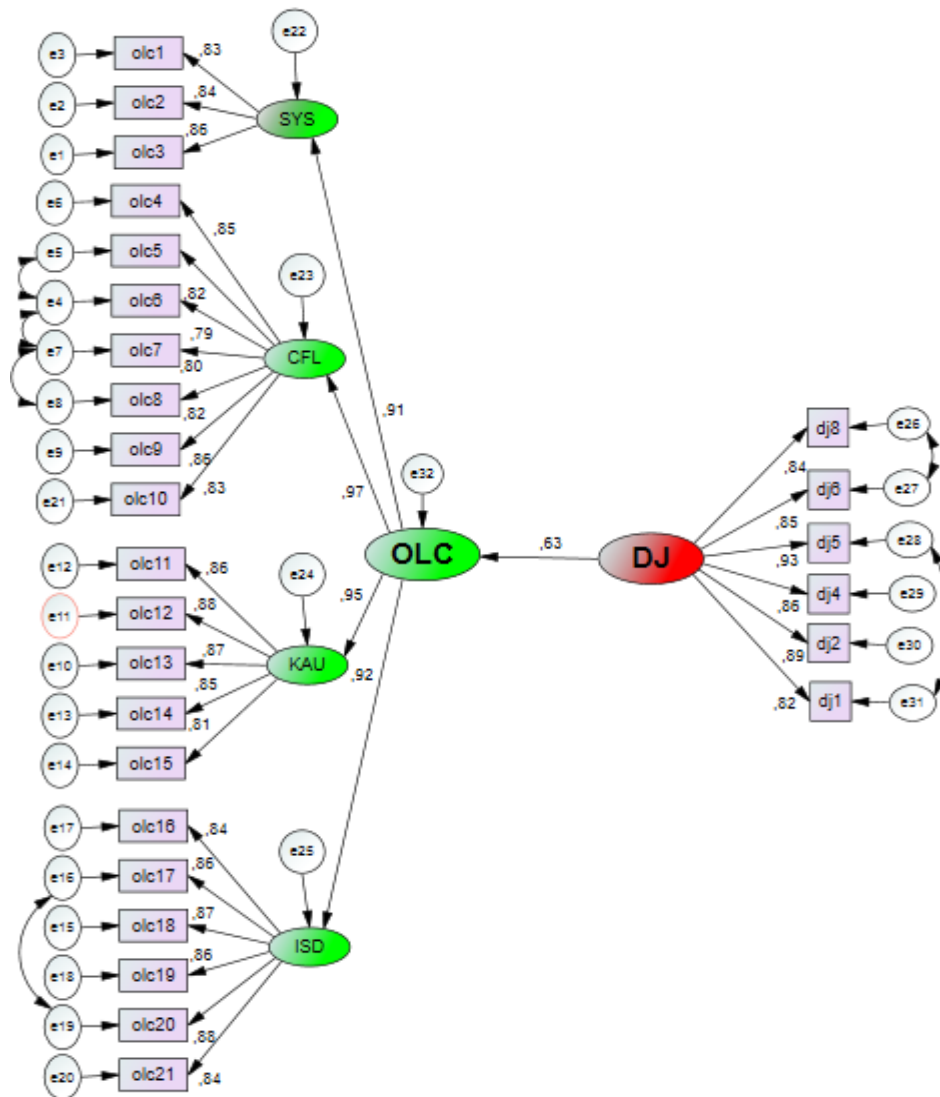 e22
e3 olc1 ,83
e2 olc2 ,84
SYS
e1 olc3 ,86
e6 olc4
,85
e5 olc5
e23
e4 olc6 ,82
e7 olc7 ,79
CFL
,80
e8 olc8
,82
,91
e9 olc9
,86
e21 olc10 ,83
,97
e32
OLC
,63
DJ
dj8 e26
,84
dj6 e27
,85
dj5 e28
,93
dj4 e29
,86
dj2 e30
,89
dj1 e31
,82
e12 olc11 ,86
e24
,95
e11 olc12 ,88
e10 olc13 ,87
KAU
,92
,85
e13 olc14
,81
e14 olc15
e17 olc16 ,84
e25
e16 olc17 ,86
e15 olc18 ,87
ISD
e18 olc19 ,86
e19 olc20
,88
e20 olc21 ,84